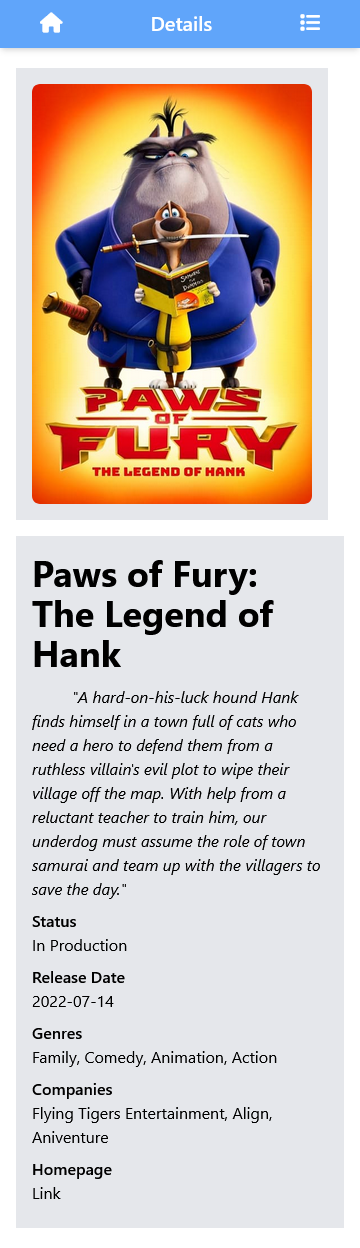 Details
SAMURAI
FOR
DUMMIES
PAWS
OF
FURY
THE LEGEND OF HANK
Paws of Fury:
The Legend of
Hank
"A hard-on-his-luck hound Hank
finds himself in a town full of cats who
need a hero to defend them from a
ruthless villain's evil plot to wipe their
village off the map. With help from a
reluctant teacher to train him, our
underdog must assume the role of town
samurai and team up with the villagers to
save the day."
Status
In Production
Release Date
2022-07-14
Genres
Family, Comedy, Animation, Action
Companies
Flying Tigers Entertainment, Align,
Aniventure
Homepage
Link